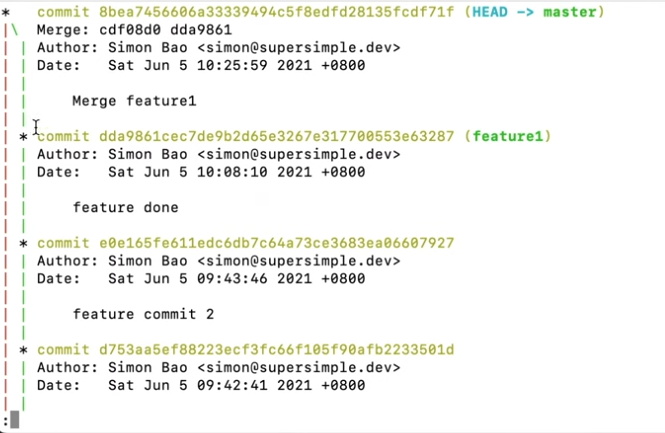 * commit 8bea7456606a33339494c5f8edfd28135fcdf71f (HEAD -> master)
|\ Merge: cdf08d0 dda9861
| | Author: Simon Bao <simon@supersimple.dev>
| | Date: Sat Jun 5 10:25:59 2021 +0800
| | Merge feature1
| * commit dda9861cec7de9b2d65e3267e317700553e63287 (feature1)
| | Author: Simon Bao <simon@supersimple.dev>
| | Date: Sat Jun 5 10:08:10 2021 +0800
| | feature done
| * commit e0e165fe611edc6db7c64a73ce3683ea06607927
| | Author: Simon Bao <simon@supersimple.dev>
| | Date: Sat Jun 5 09:43:46 2021 +0800
| | feature commit 2
| * commit d753aa5ef88223ecf3fc66f105f90afb2233501d
| | Author: Simon Bao <simon@supersimple.dev>
| | Date: Sat Jun 5 09:42:41 2021 +0800
: